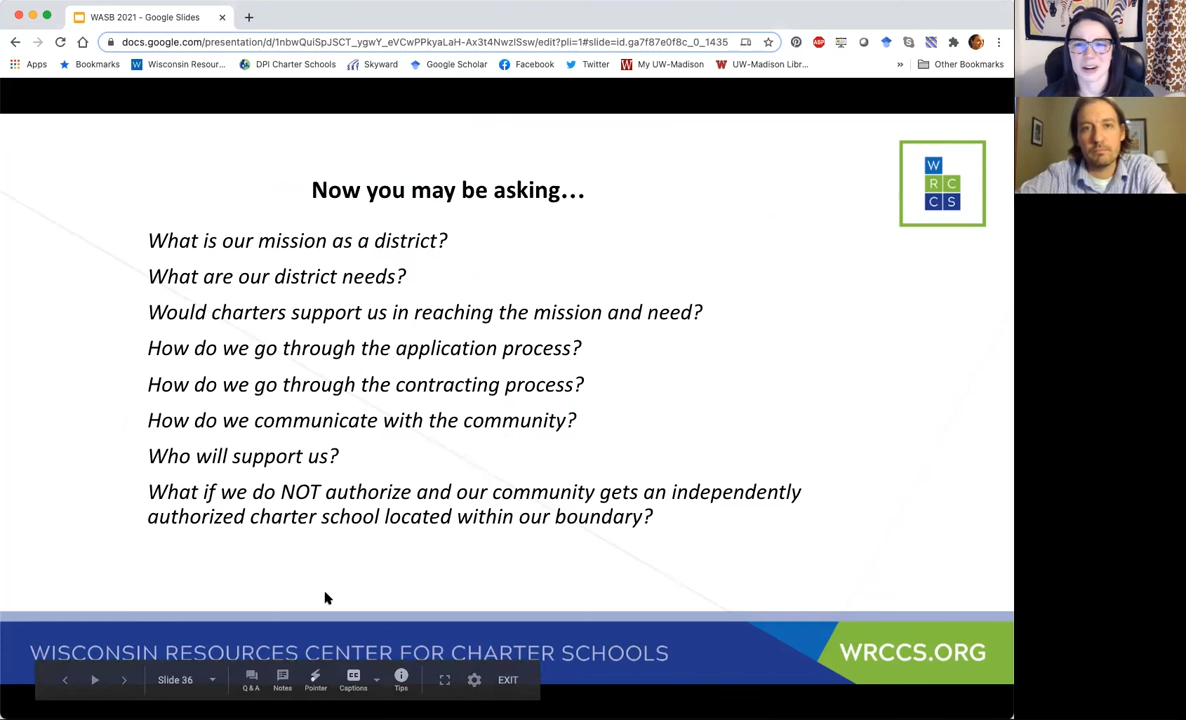 WASB 2021 - Google Slides
docs.google.com/presentation/d/1nbwQuiSpJSCT_ygwY_eVCwPPkyaLaH-Ax3t4NwzlSsw/edit?pli=1#slide=id.ga7f87e0f8c_0_1435
ABP
Apps Bookmarks Wisconsin Resour... DPI Charter Schools Skyward Google Scholar Facebook Twitter My UW-Madison UW-Madison Libr... » Other Bookmarks
Now you may be asking...
W
R C
C S
What is our mission as a district?
What are our district needs?
Would charters support us in reaching the mission and need?
How do we go through the application process?
How do we go through the contracting process?
How do we communicate with the community?
Who will support us?
What if we do NOT authorize and our community gets an independently
authorized charter school located within our boundary?
WISCONSIN RESOURCES CENTER FOR CHARTER SCHOOLS
WRCCS.ORG
Slide 36 Q & A Notes Pointer Captions Tips EXIT